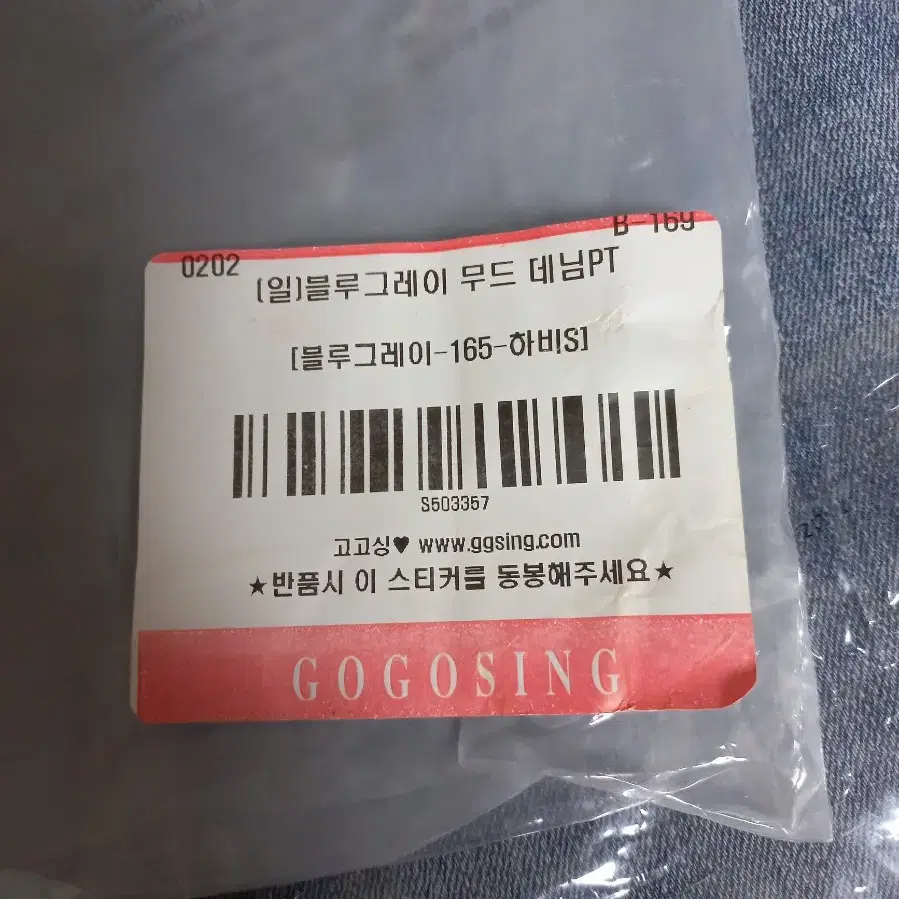 B-169
0202
(일)블루그레이 무드 데님PT
[블루그레이-165-하비S]
S503357
고고싱♥ www.ggsing.com
★반품시 이 스티커를 동봉해주세요★
GOGOSING